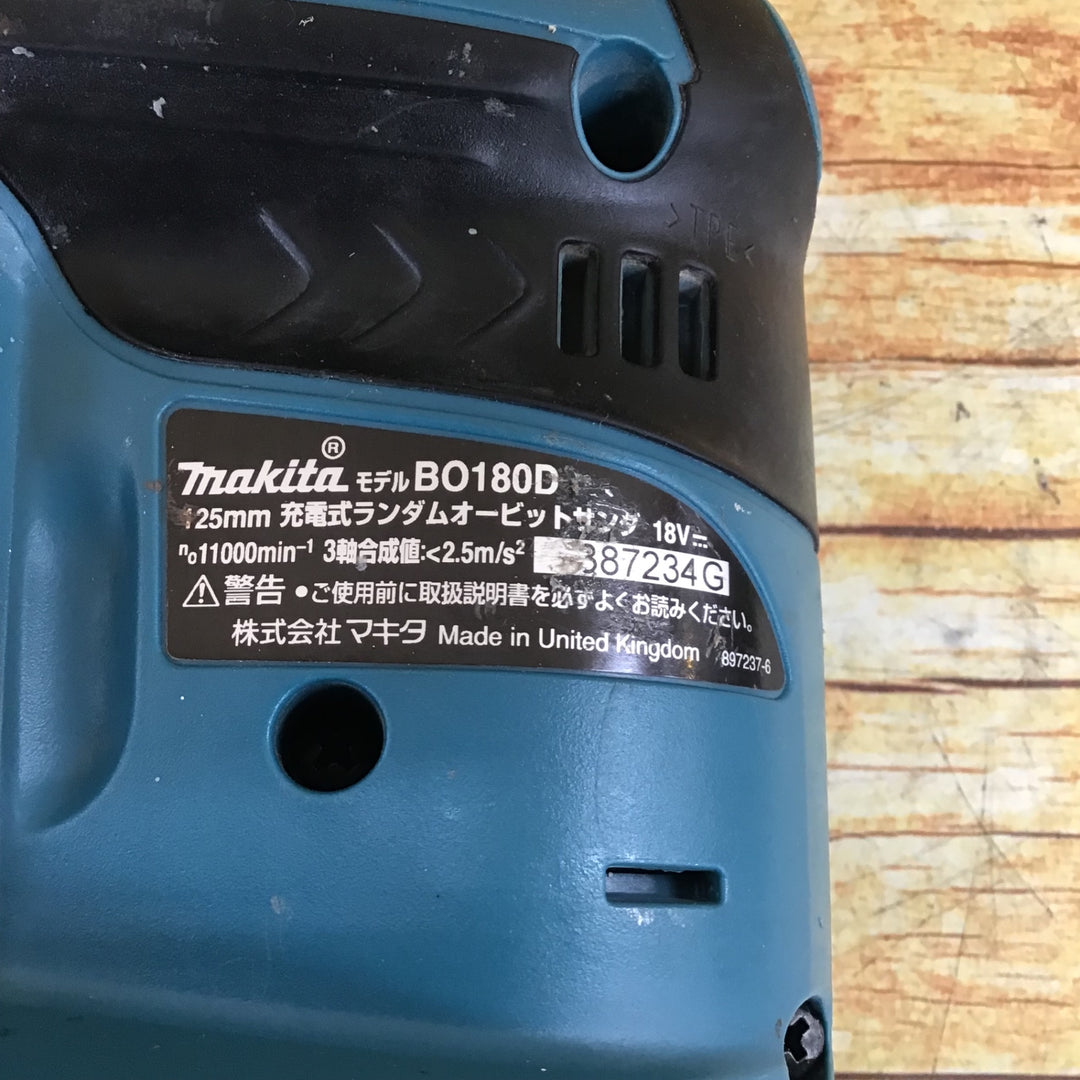 >TPE<
makita® モデル BO180D
125mm 充電式ランダムオービットサンダ 18V⎓
n₀11000min⁻¹ 3軸合成値:<2.5m/s² 387234G
⚠警告 ●ご使用前に取扱説明書を必ずよくお読みください。
株式会社 マキタ Made in United Kingdom 897237-6